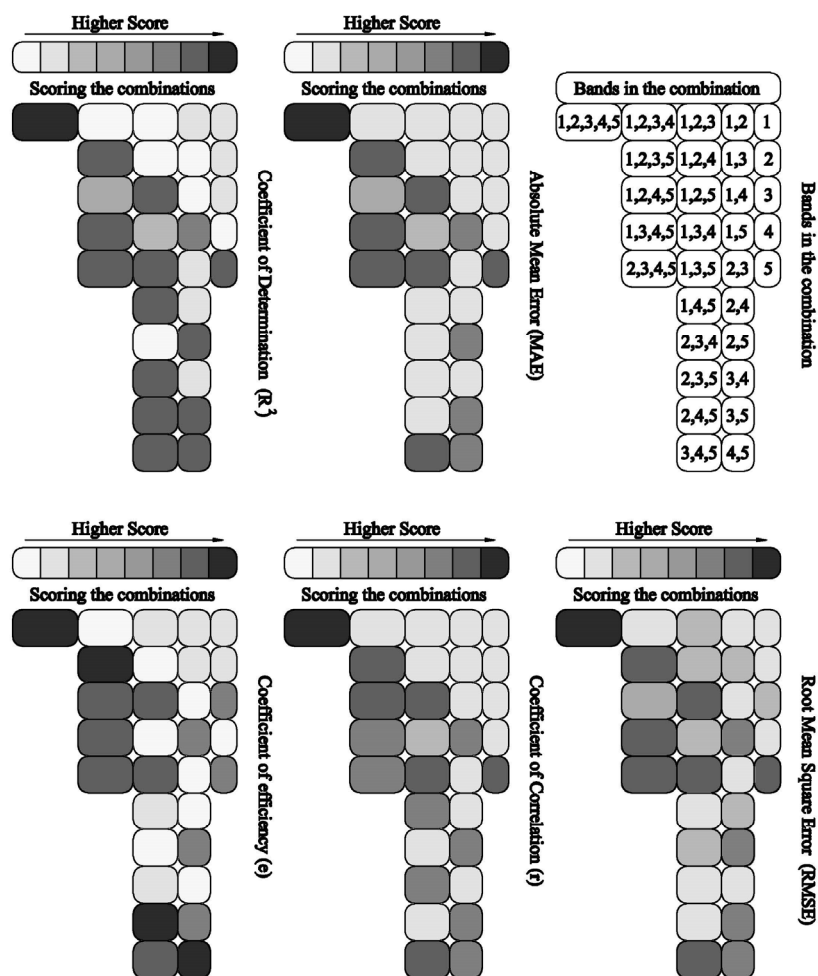 Higher Score
Scoring the combinations
Coefficient of Determination (R²)
Higher Score
Scoring the combinations
Absolute Mean Error (MAE)
Bands in the combination
1,2,3,4,5 1,2,3,4 1,2,3 1,2 1
1,2,3,5 1,2,4 1,3 2
1,2,4,5 1,2,5 1,4 3
1,3,4,5 1,3,4 1,5 4
2,3,4,5 1,3,5 2,3 5
1,4,5 2,4
2,3,4 2,5
2,3,5 3,4
2,4,5 3,5
3,4,5 4,5
Bands in the combination
Higher Score
Scoring the combinations
Coefficient of efficiency (e)
Higher Score
Scoring the combinations
Coefficient of Correlation (r)
Higher Score
Scoring the combinations
Root Mean Square Error (RMSE)